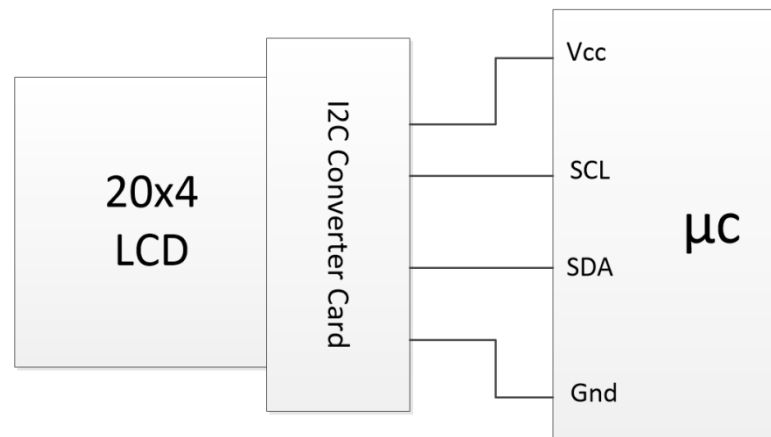 20x4
LCD
I2C Converter Card
Vcc
SCL
SDA
Gnd
µc